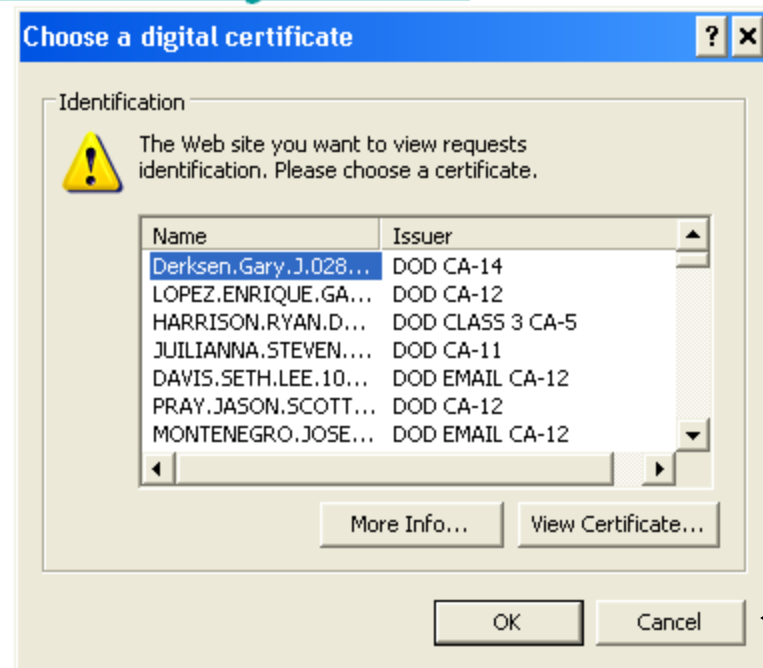 Choose a digital certificate
Identification
The Web site you want to view requests
identification. Please choose a certificate.
Name Issuer
Derksen.Gary.J.028... DOD CA-14
LOPEZ.ENRIQUE.GA... DOD CA-12
HARRISON.RYAN.D... DOD CLASS 3 CA-5
JUILIANNA.STEVEN.... DOD CA-11
DAVIS.SETH.LEE.10... DOD EMAIL CA-12
PRAY.JASON.SCOTT... DOD CA-12
MONTENEGRO.JOSE... DOD EMAIL CA-12
More Info... View Certificate...
OK Cancel